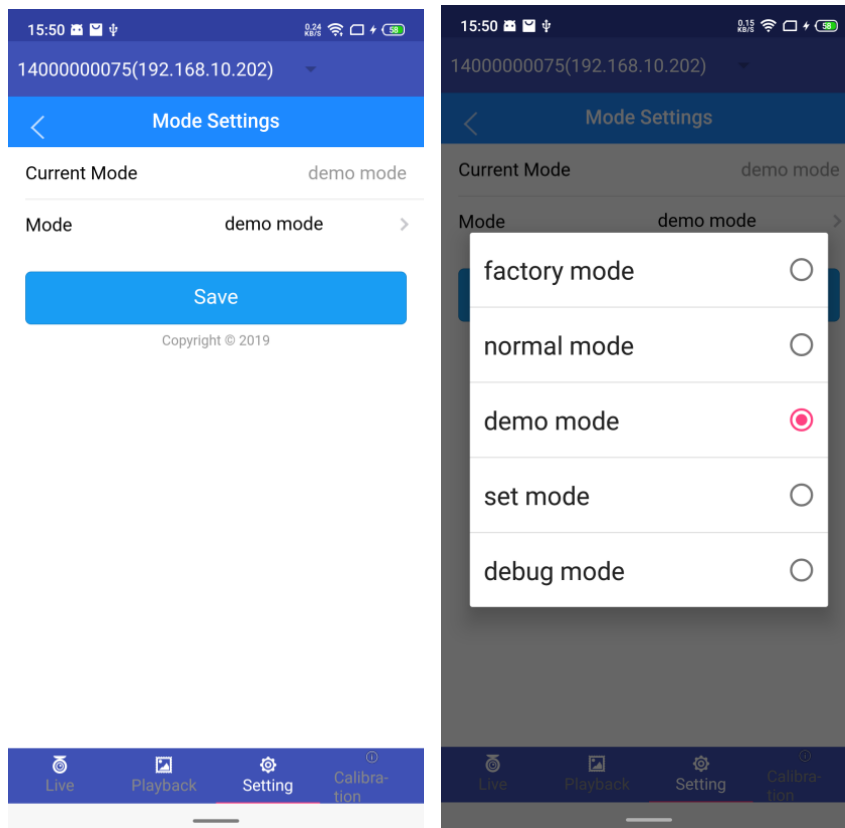 15:50
0.24
KB/S
58
14000000075(192.168.10.202)
Mode Settings
Current Mode demo mode
Mode demo mode
Save
Copyright © 2019
Live Playback Setting Calibra-
tion
15:50
0.15
KB/S
58
14000000075(192.168.10.202)
Mode Settings
Current Mode demo mode
Mode demo mode
factory mode
normal mode
demo mode
set mode
debug mode
Live Playback Setting Calibra-
tion